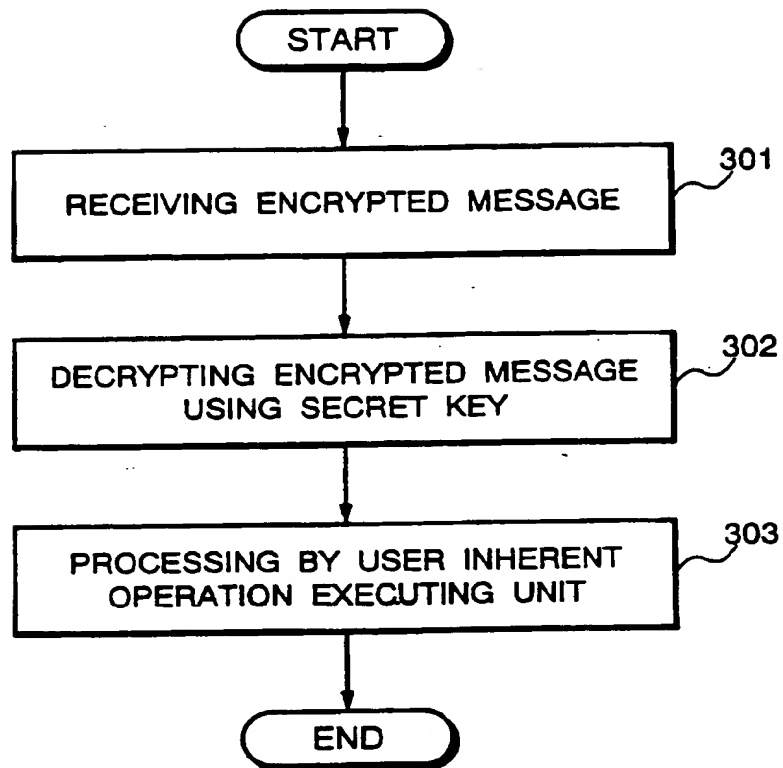 START
RECEIVING ENCRYPTED MESSAGE
301
DECRYPTING ENCRYPTED MESSAGE
USING SECRET KEY
302
PROCESSING BY USER INHERENT
OPERATION EXECUTING UNIT
303
END